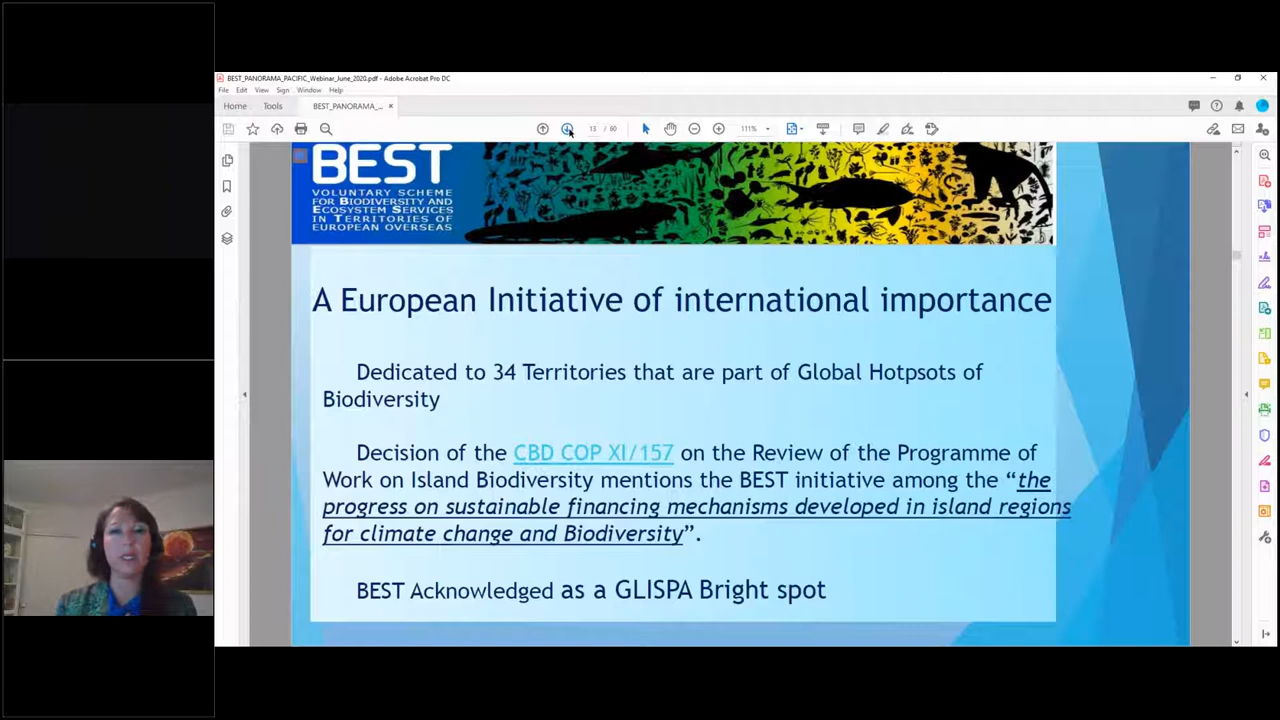 BEST_PANORAMA_PACIFIC_Webinar_June_2020.pdf - Adobe Acrobat Pro DC
File Edit View Sign Window Help
Home Tools BEST_PANORAMA_... ×
13 / 60 111%
BEST
VOLUNTARY SCHEME
FOR BIODIVERSITY AND
ECOSYSTEM SERVICES
IN TERRITORIES OF
EUROPEAN OVERSEAS
A European Initiative of international importance
Dedicated to 34 Territories that are part of Global Hotpsots of
Biodiversity
Decision of the CBD COP XI/157 on the Review of the Programme of
Work on Island Biodiversity mentions the BEST initiative among the “the
progress on sustainable financing mechanisms developed in island regions
for climate change and Biodiversity”.
BEST Acknowledged as a GLISPA Bright spot